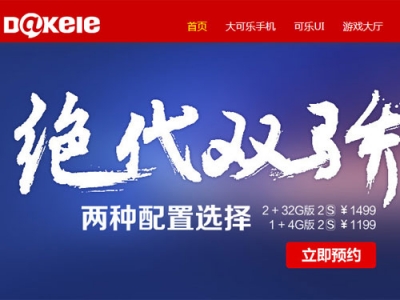 D@Kele
首页 大可乐手机 可乐UI 游戏大厅
绝代双骄
两种配置选择
2+32G版 2Ⓢ ¥1499
1+4G版 2Ⓢ ¥1199
立即预约